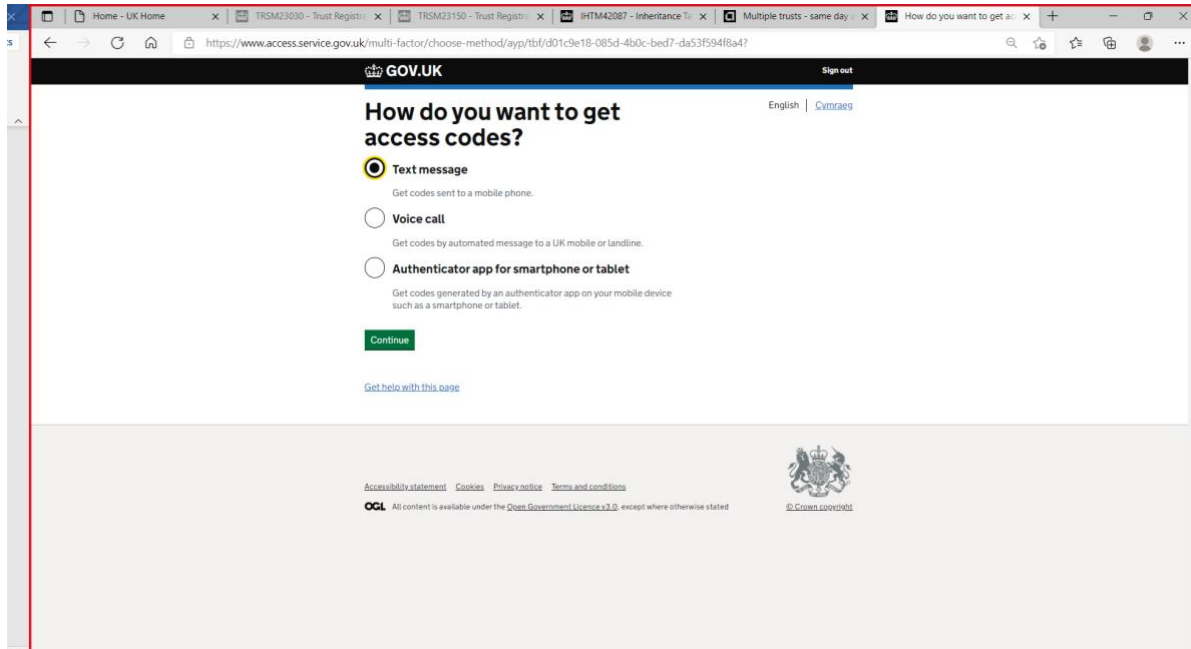 Home - UK Home
TRSM23030 - Trust Registr
TRSM23150 - Trust Registr
IHTM42087 - Inheritance Ta
Multiple trusts - same day
How do you want to get ac
https://www.access.service.gov.uk/multi-factor/choose-method/ayp/tbf/d01c9e18-085d-4b0c-bed7-da53f594f8a4?
GOV.UK
Sign out
English | Cymraeg
How do you want to get
access codes?
Text message
Get codes sent to a mobile phone.
Voice call
Get codes by automated message to a UK mobile or landline.
Authenticator app for smartphone or tablet
Get codes generated by an authenticator app on your mobile device
such as a smartphone or tablet.
Continue
Get help with this page
Accessibility statement Cookies Privacy notice Terms and conditions
OGL All content is available under the Open Government Licence v3.0, except where otherwise stated
© Crown copyright